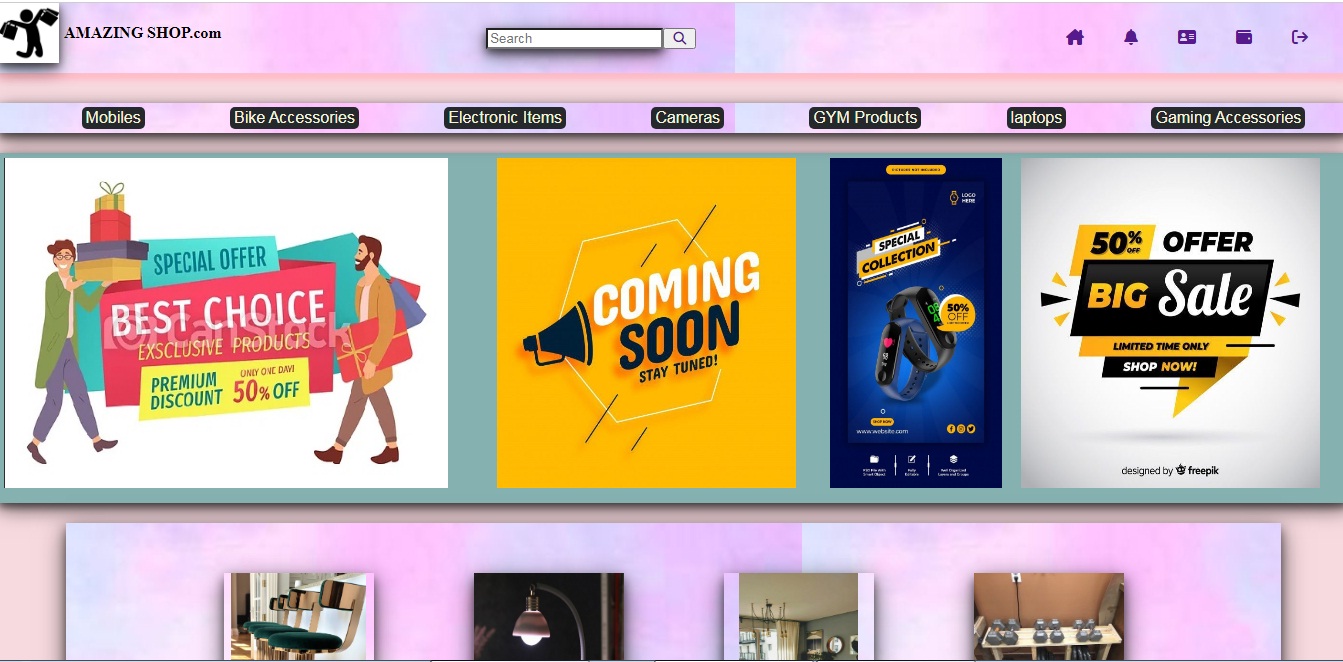 AMAZING SHOP.com
Search
Mobiles
Bike Accessories
Electronic Items
Cameras
GYM Products
laptops
Gaming Accessories
SPECIAL OFFER
BEST CHOICE
EXSCLUSIVE PRODUCTS
PREMIUM
DISCOUNT
ONLY ONE DAY!
50% OFF
COMING
SOON
STAY TUNED!
LOGO
HERE
SPECIAL
COLLECTION
50%
OFF
SHOP NOW
www.website.com
50%
OFF
OFFER
BIG Sale
LIMITED TIME ONLY
SHOP NOW!
designed by freepik